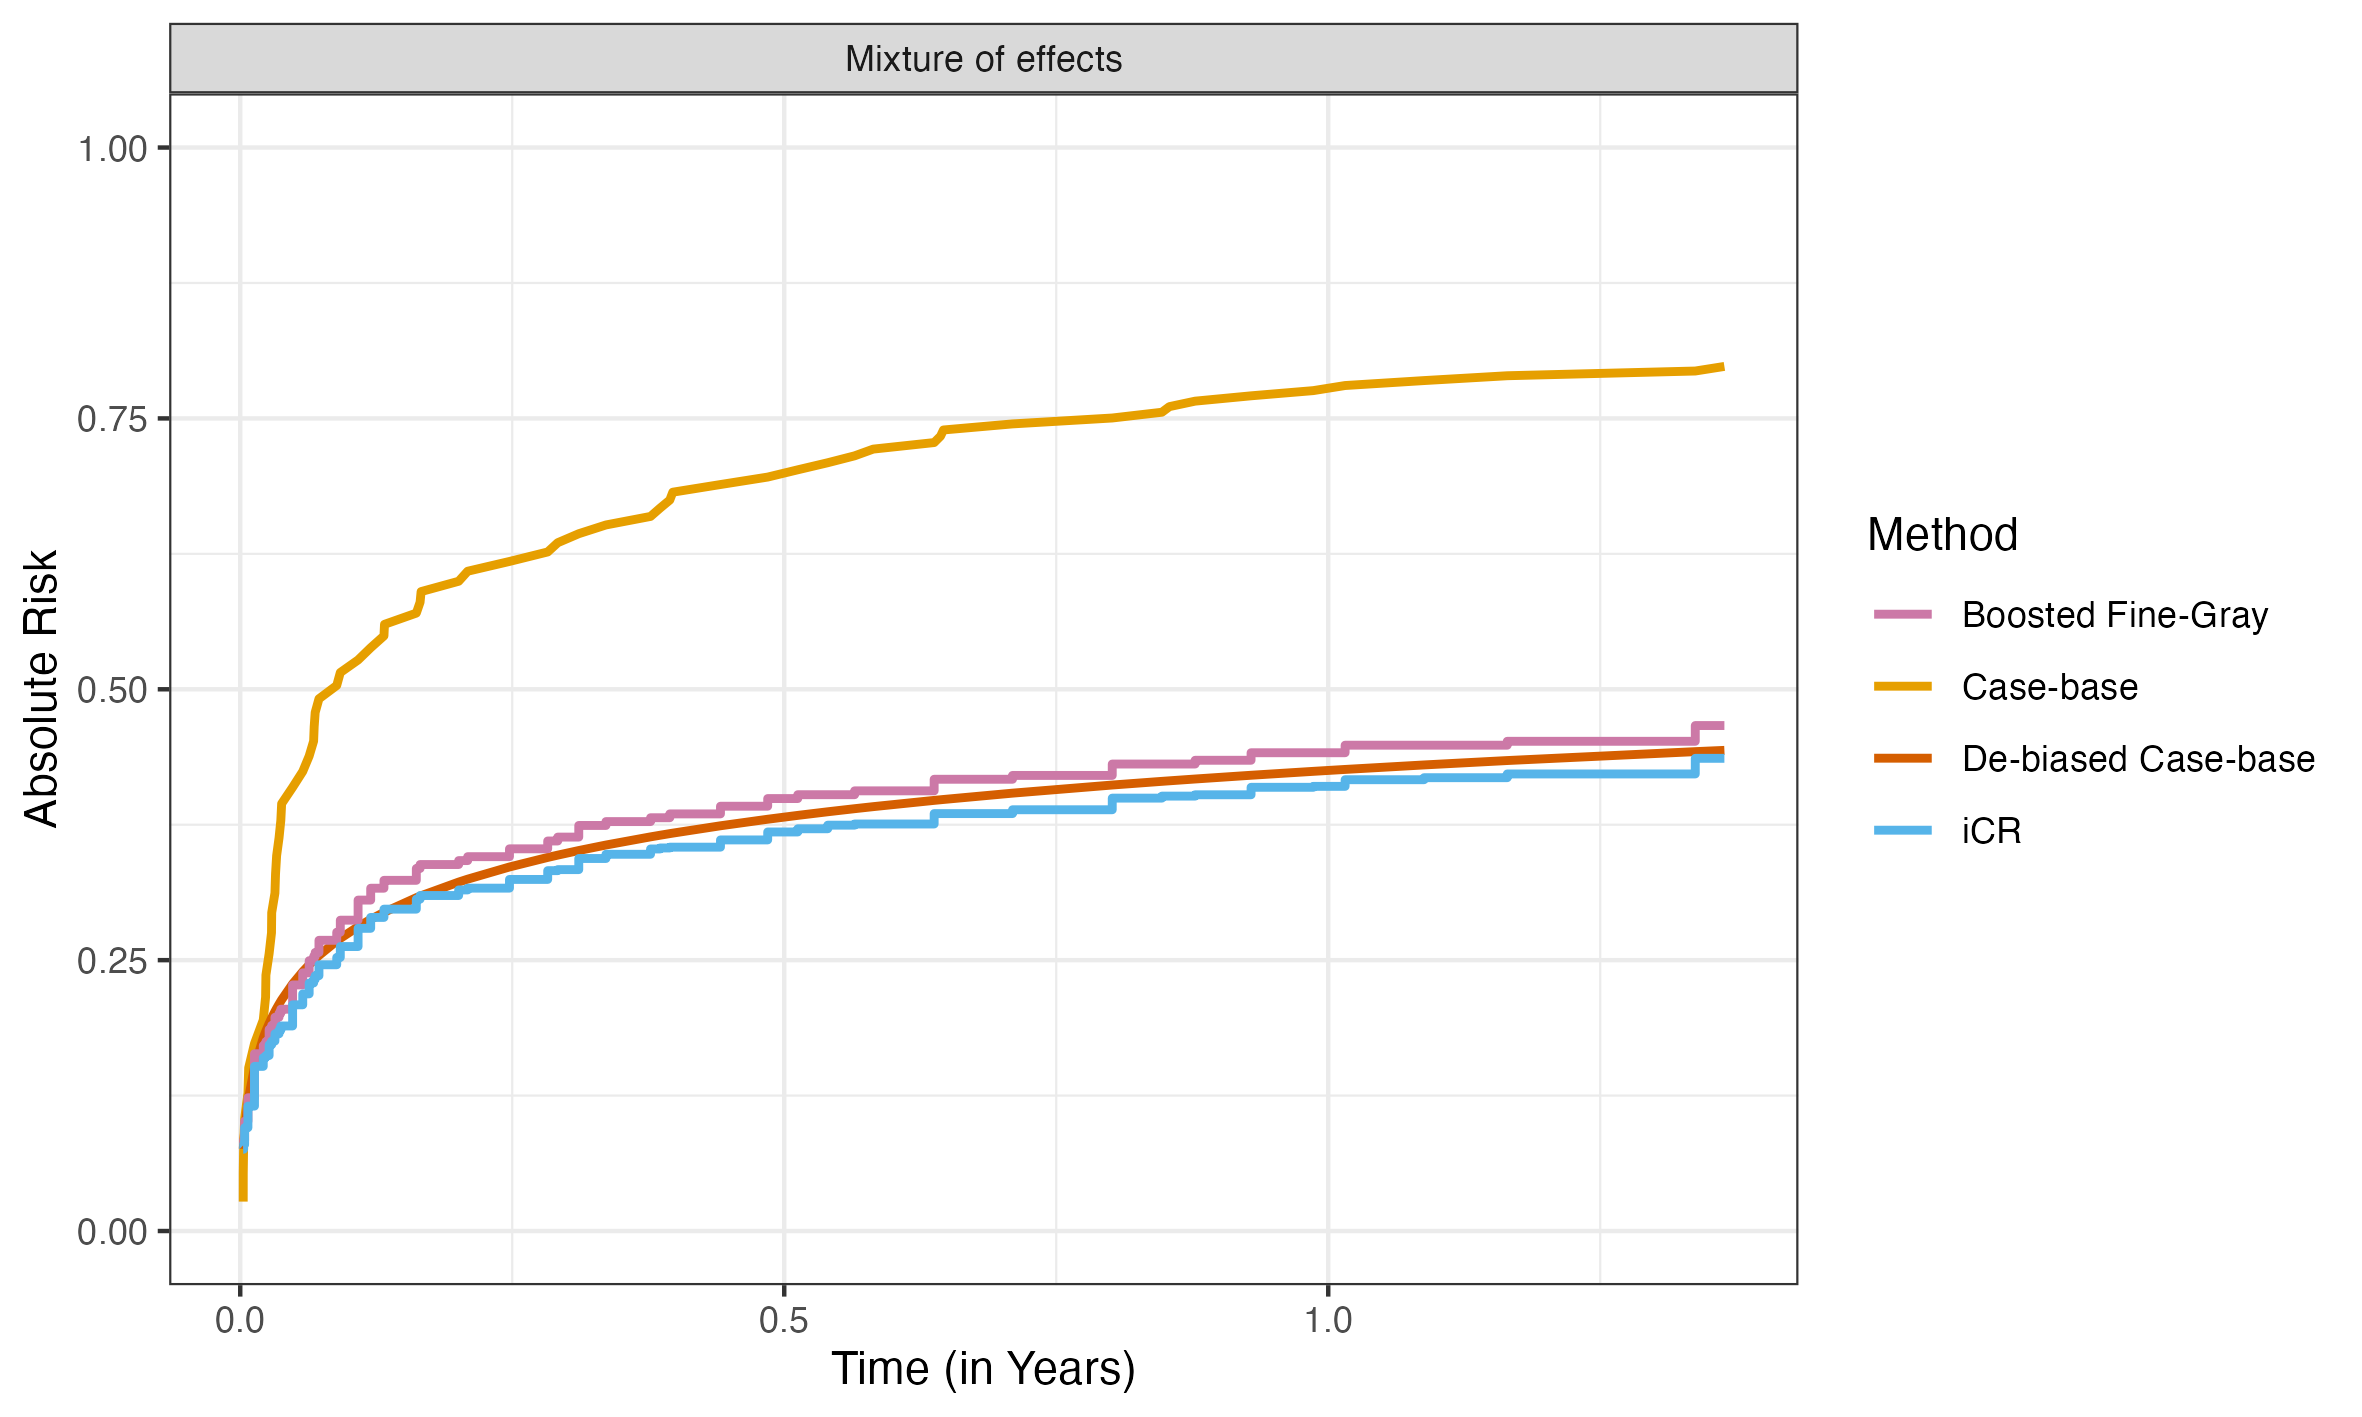 Mixture of effects
1.00
0.75
0.50
0.25
0.00
Absolute Risk
0.0 0.5 1.0
Time (in Years)
Method
Boosted Fine-Gray
Case-base
De-biased Case-base
iCR